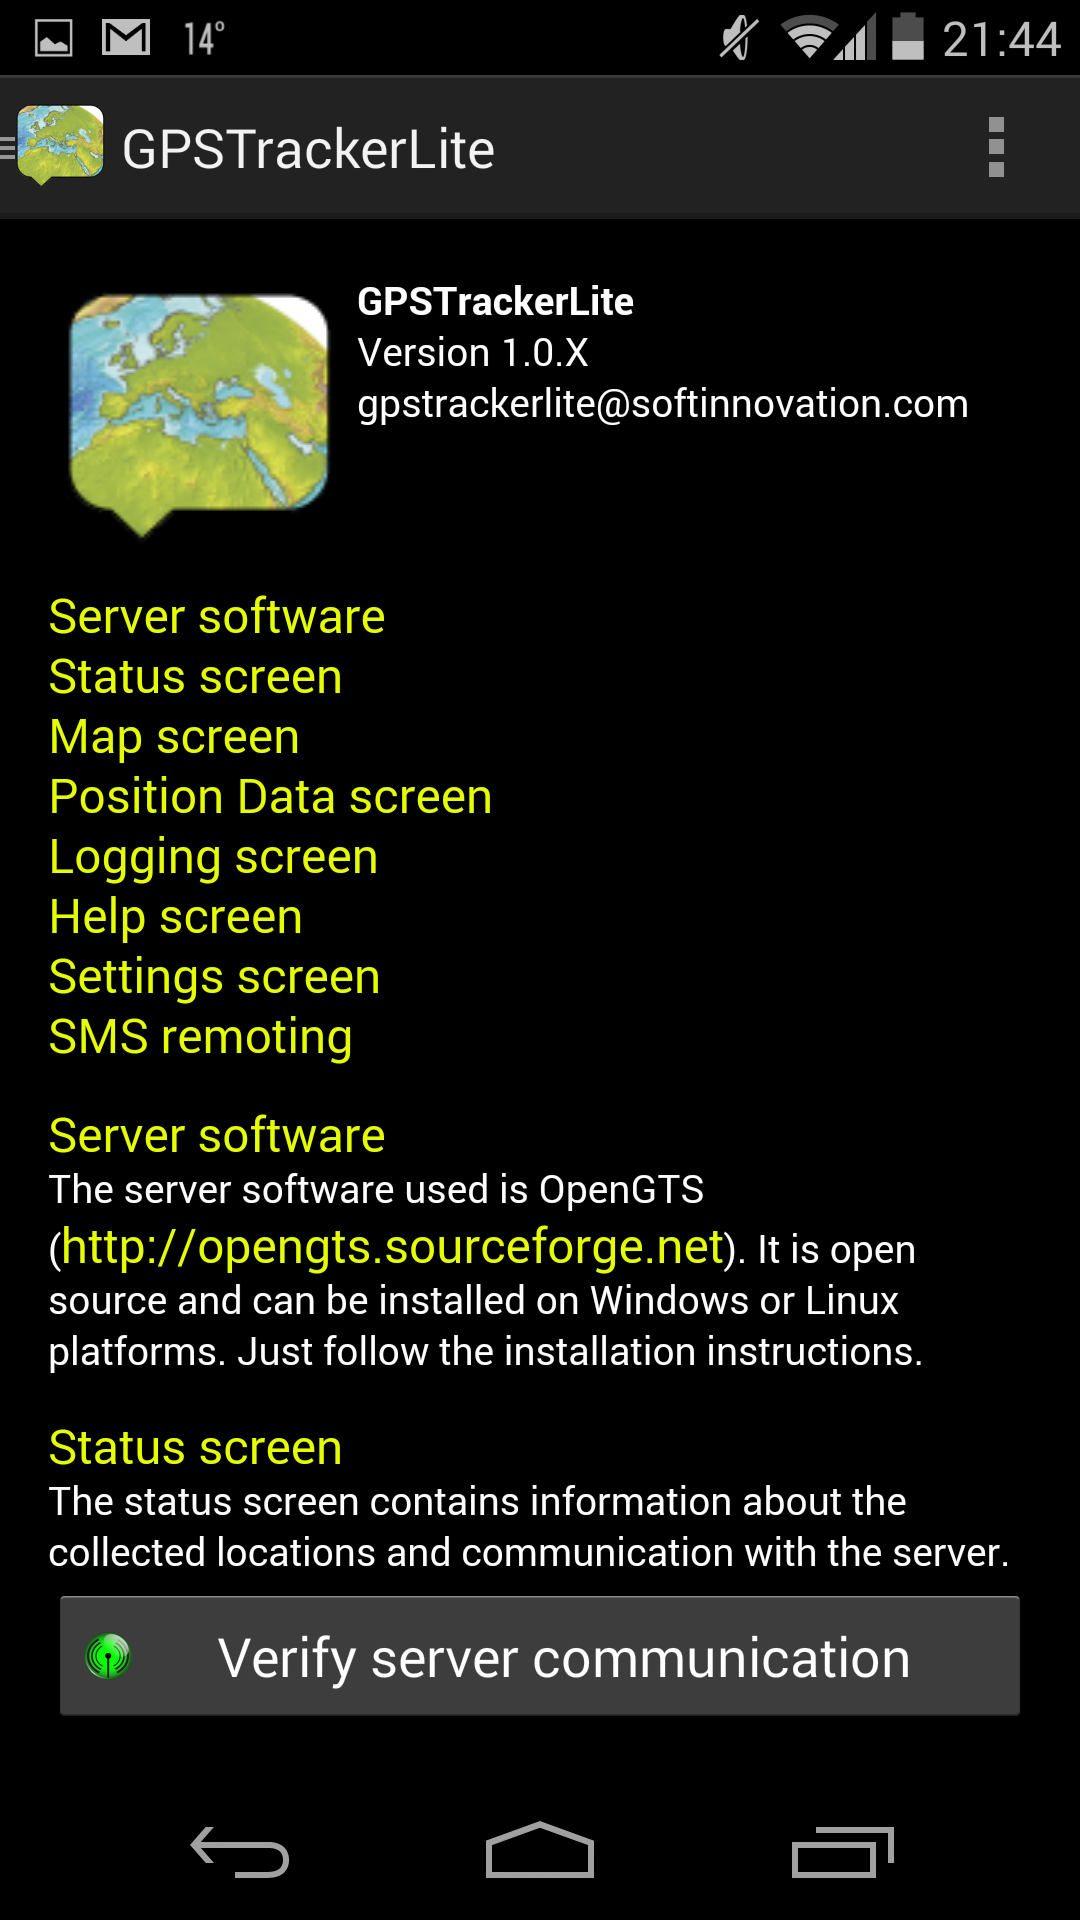 14°
21:44
GPSTrackerLite
GPSTrackerLite
Version 1.0.X
gpstrackerlite@softinnovation.com
Server software
Status screen
Map screen
Position Data screen
Logging screen
Help screen
Settings screen
SMS remoting
Server software
The server software used is OpenGTS
(http://opengts.sourceforge.net). It is open
source and can be installed on Windows or Linux
platforms. Just follow the installation instructions.
Status screen
The status screen contains information about the
collected locations and communication with the server.
Verify server communication